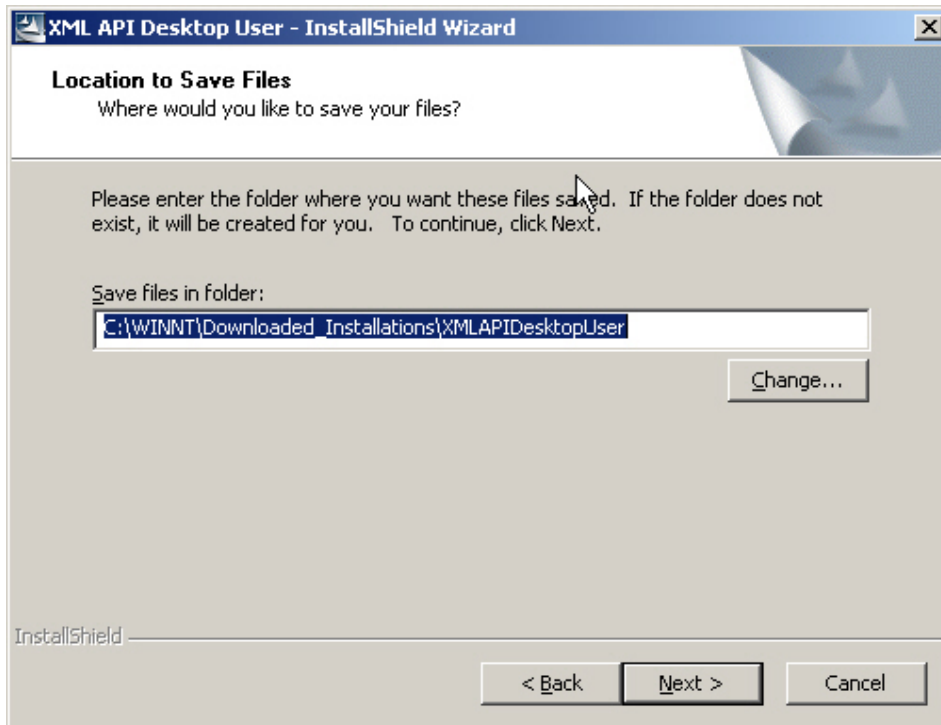 XML API Desktop User - InstallShield Wizard
Location to Save Files
Where would you like to save your files?
Please enter the folder where you want these files saved. If the folder does not
exist, it will be created for you. To continue, click Next.
Save files in folder:
C:\WINNT\Downloaded_Installations\XMLAPIDesktopUser
Change...
InstallShield
< Back
Next >
Cancel